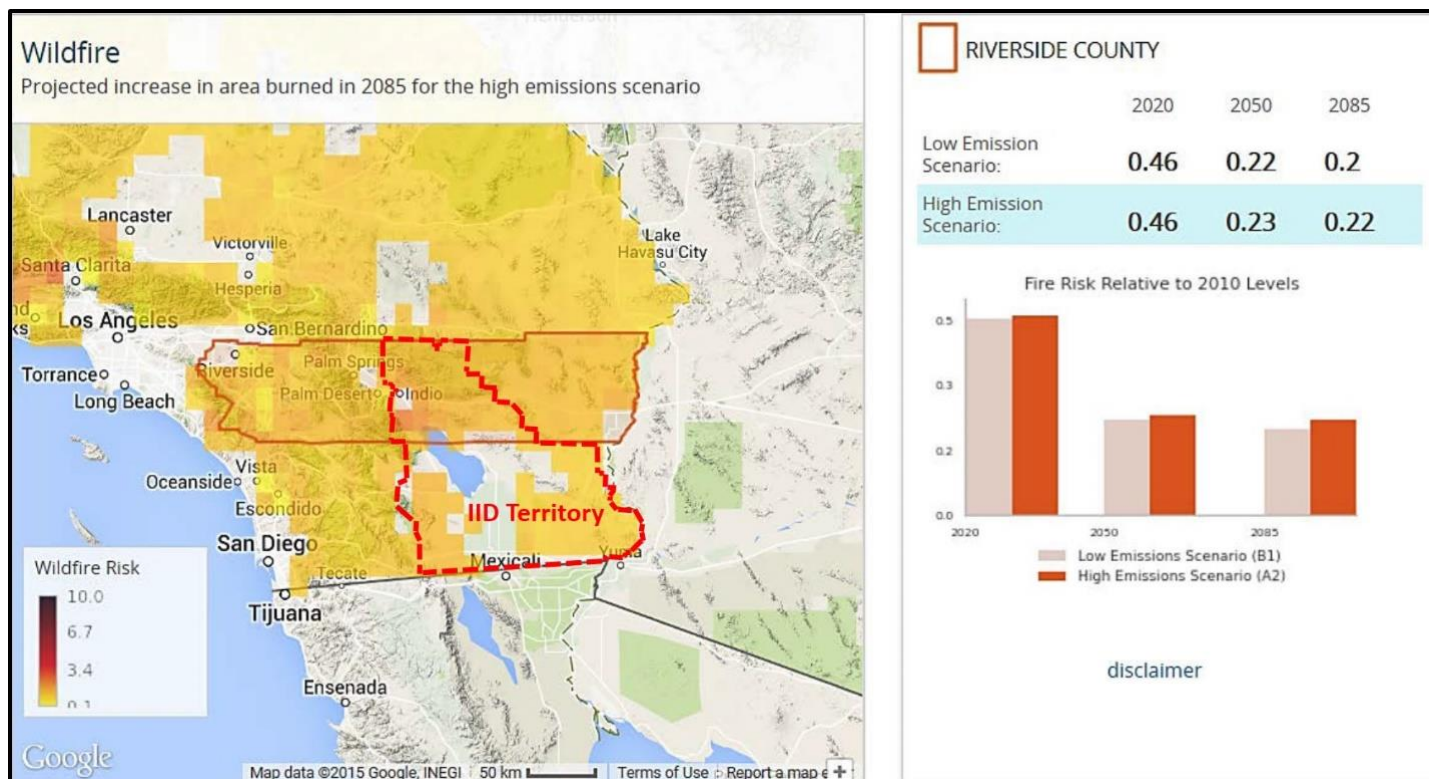 Wildfire
Projected increase in area burned in 2085 for the high emissions scenario
Henderson
Lancaster
Victorville
Lake
Havasu City
Santa Clarita
Hesperia
Los Angeles
San Bernardino
Riverside
Palm Springs
Torrance
Palm Desert
Indio
Long Beach
Vista
Oceanside
Escondido
IID Territory
San Diego
Mexicali
Yuma
Tecate
Tijuana
Ensenada
Wildfire Risk
10.0
6.7
3.4
0.1
Google
Map data ©2015 Google, INEGI
50 km
Terms of Use
Report a map
+
RIVERSIDE COUNTY
2020 2050 2085
Low Emission
Scenario: 0.46 0.22 0.2
High Emission
Scenario: 0.46 0.23 0.22
Fire Risk Relative to 2010 Levels
0.5
0.3
0.2
0.0
2020 2050 2085
Low Emissions Scenario (B1)
High Emissions Scenario (A2)
disclaimer